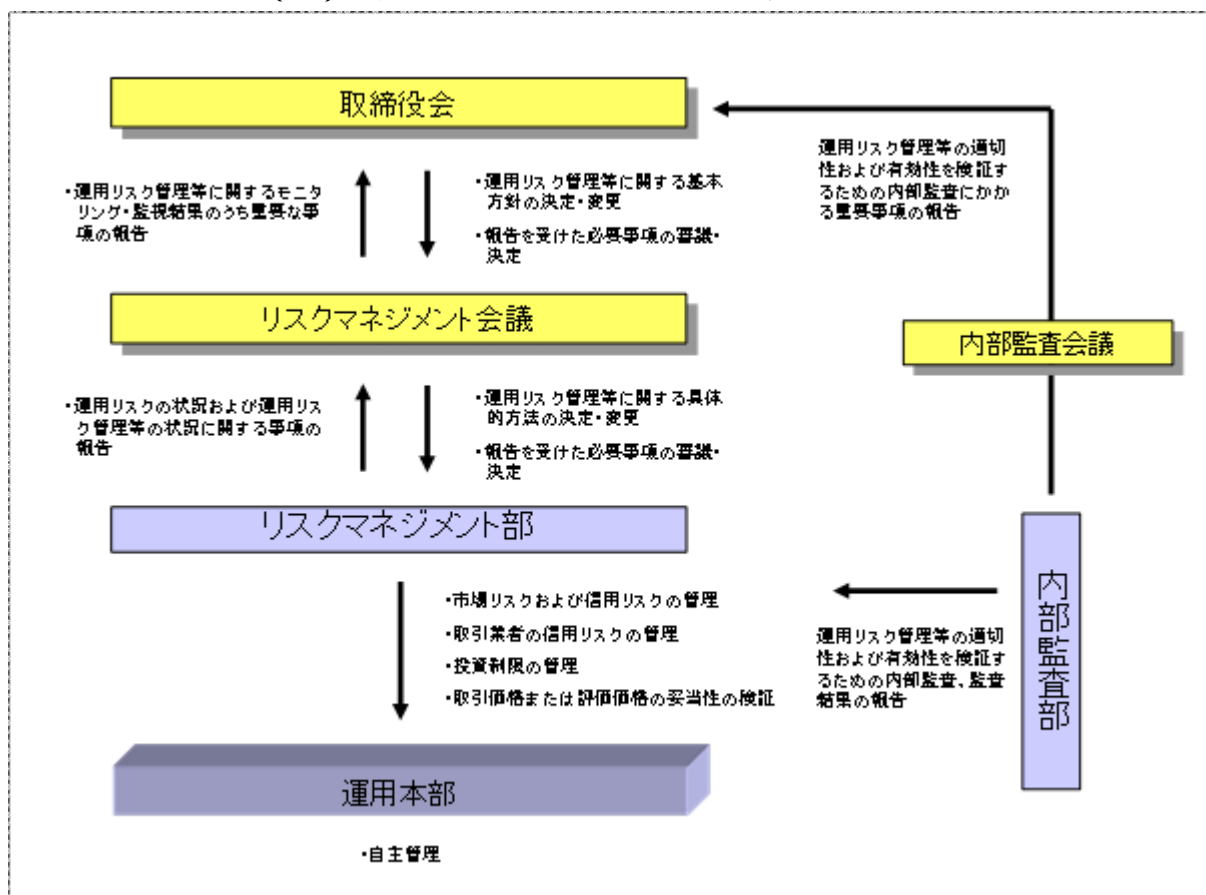 取締役会
・運用リスク管理等に関するモニタ
リング・監視結果のうち重要な事
項の報告
・運用リスク管理等に関する基本
方針の決定・変更
・報告を受けた必要事項の審議・
決定
運用リスク管理等の適切
性および有効性を検証す
るための内部監査にかか
る重要事項の報告
リスクマネジメント会議
内部監査会議
・運用リスクの状況および運用リス
ク管理等の状況に関する事項の
報告
・運用リスク管理等に関する具体
的方法の決定・変更
・報告を受けた必要事項の審議・
決定
リスクマネジメント部
内部監査部
・市場リスクおよび信用リスクの管理
・取引業者の信用リスクの管理
・投資制限の管理
・取引価格または評価価格の妥当性の検証
運用リスク管理等の適切
性および有効性を検証す
るための内部監査、監査
結果の報告
運用本部
・自主管理